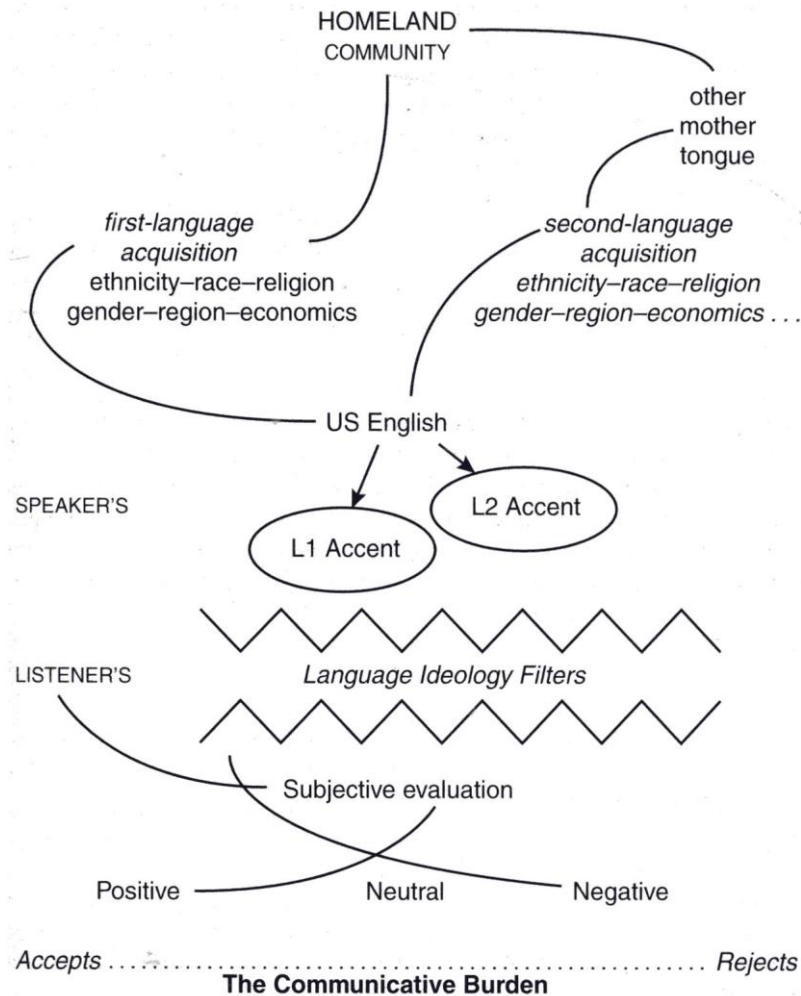 HOMELAND
COMMUNITY
other
mother
tongue
first-language
acquisition
ethnicity–race–religion
gender–region–economics
second-language
acquisition
ethnicity–race–religion
gender–region–economics . . .
US English
SPEAKER'S
L2 Accent
L1 Accent
LISTENER'S
Language Ideology Filters
Subjective evaluation
Positive
Neutral
Negative
Accepts ........................................................................ Rejects
The Communicative Burden